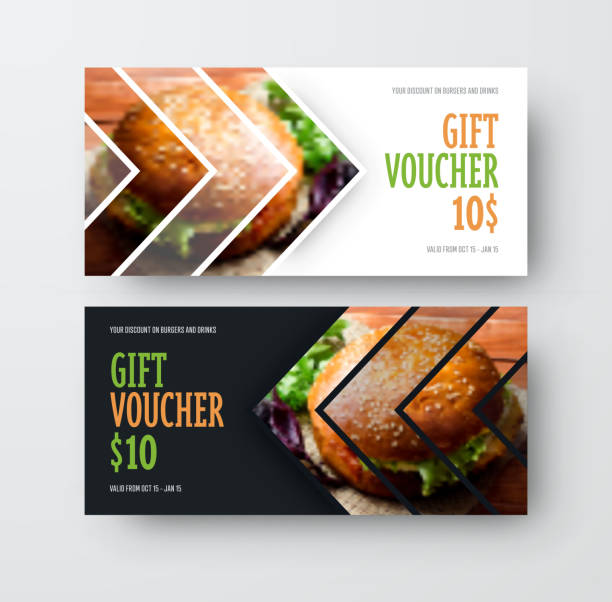 YOUR DISCOUNT ON BURGERS AND DRINKS
GIFT
VOUCHER
10$
VALID FROM OCT 15 - JAN 15
YOUR DISCOUNT ON BURGERS AND DRINKS
GIFT
VOUCHER
$10
VALID FROM OCT 15 - JAN 15